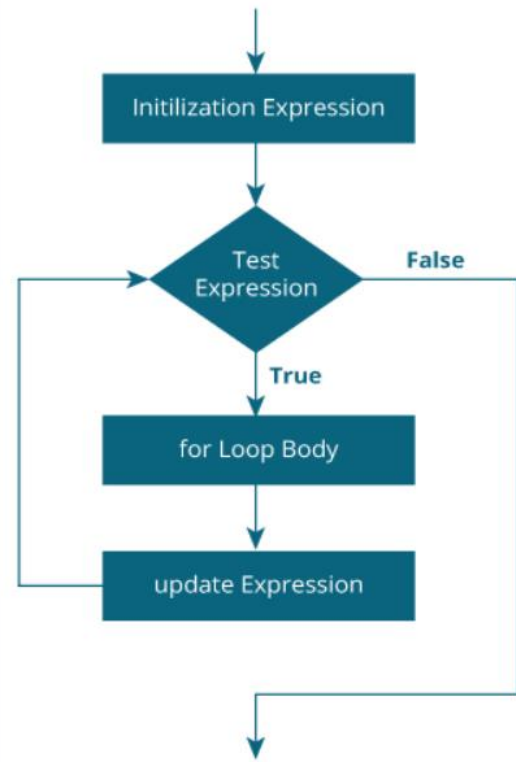 Initilization Expression
Test
Expression
False
True
for Loop Body
update Expression